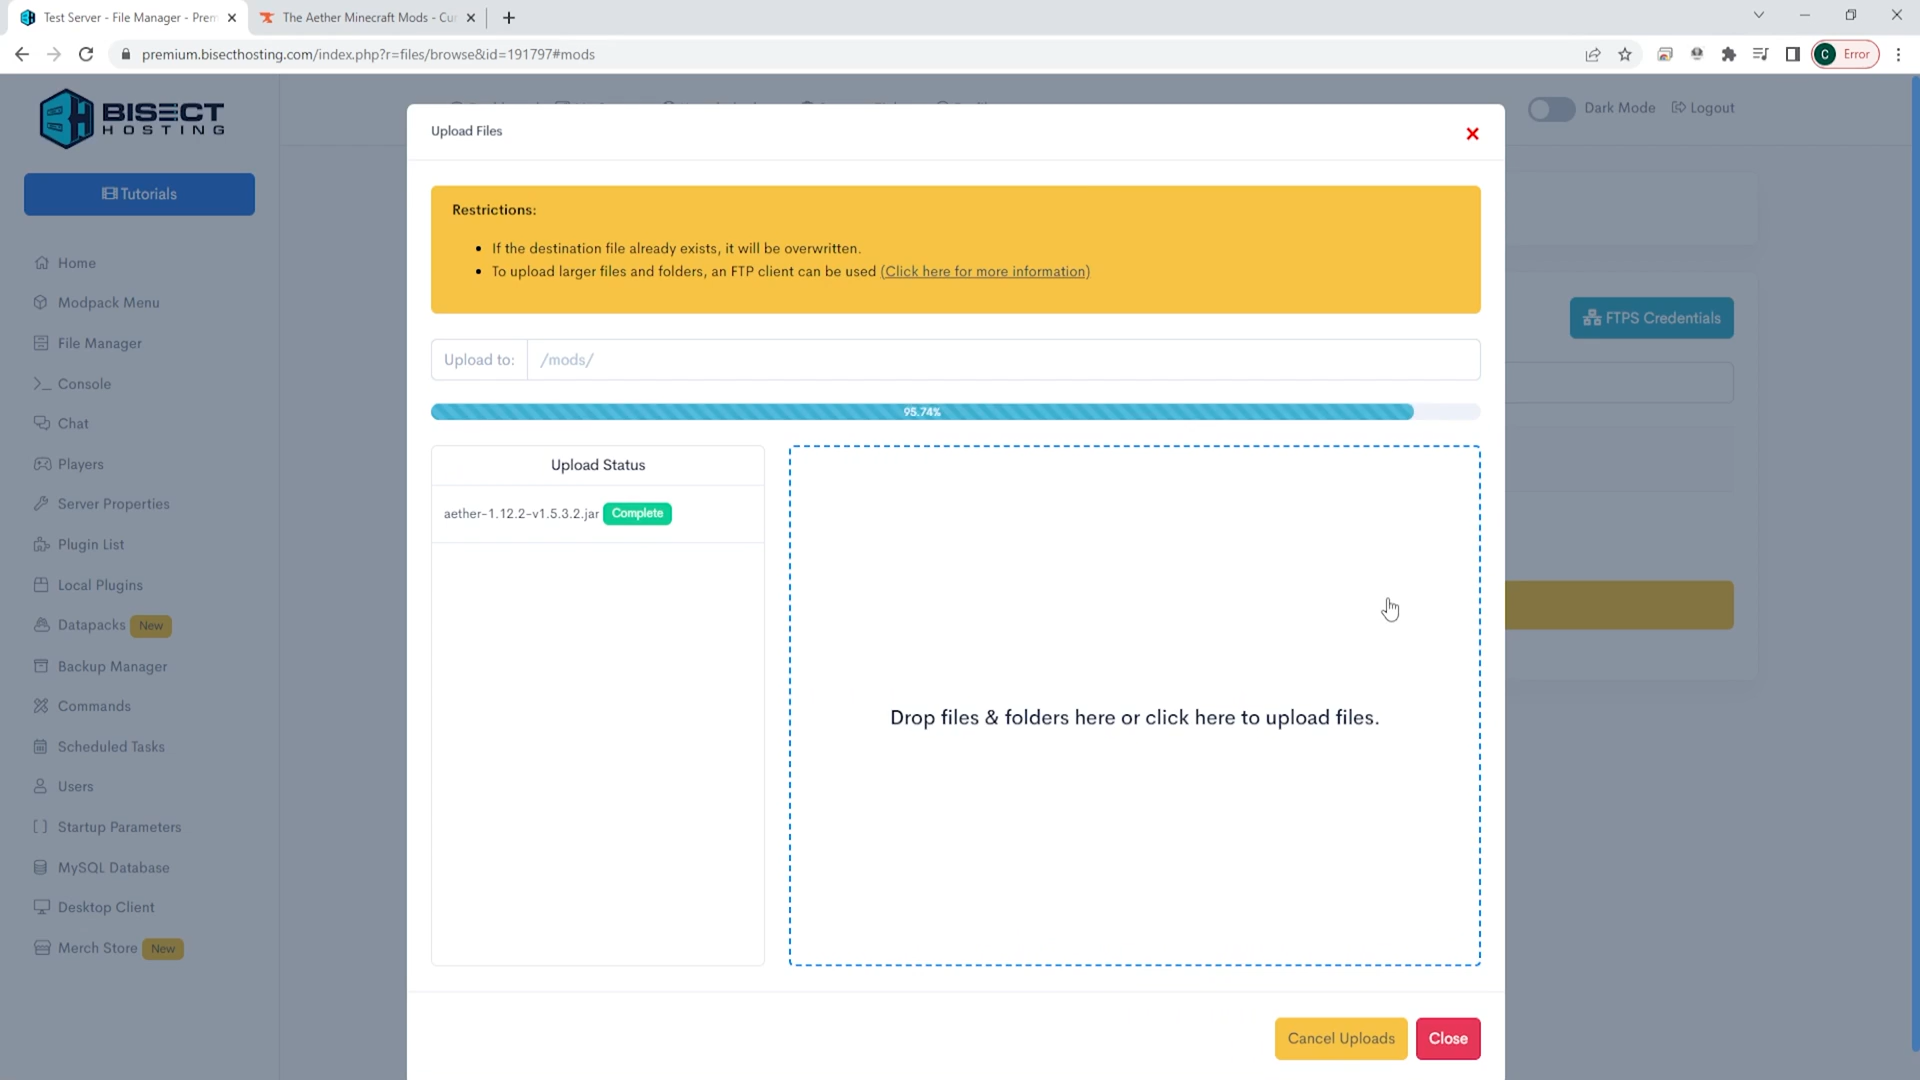 Test Server - File Manager - Prem
The Aether Minecraft Mods - Cur
premium.bisecthosting.com/index.php?r=files/browse&id=191797#mods
C Error
BISECT
HOSTING
Tutorials
Home
Modpack Menu
File Manager
Console
Chat
Players
Server Properties
Plugin List
Local Plugins
Datapacks New
Backup Manager
Commands
Scheduled Tasks
Users
Startup Parameters
MySQL Database
Desktop Client
Merch Store New
Dark Mode
Logout
FTPS Credentials
Upload Files
Restrictions:
If the destination file already exists, it will be overwritten.
To upload larger files and folders, an FTP client can be used (Click here for more information)
Upload to: /mods/
95.74%
Upload Status
aether-1.12.2-v1.5.3.2.jar Complete
Drop files & folders here or click here to upload files.
Cancel Uploads
Close